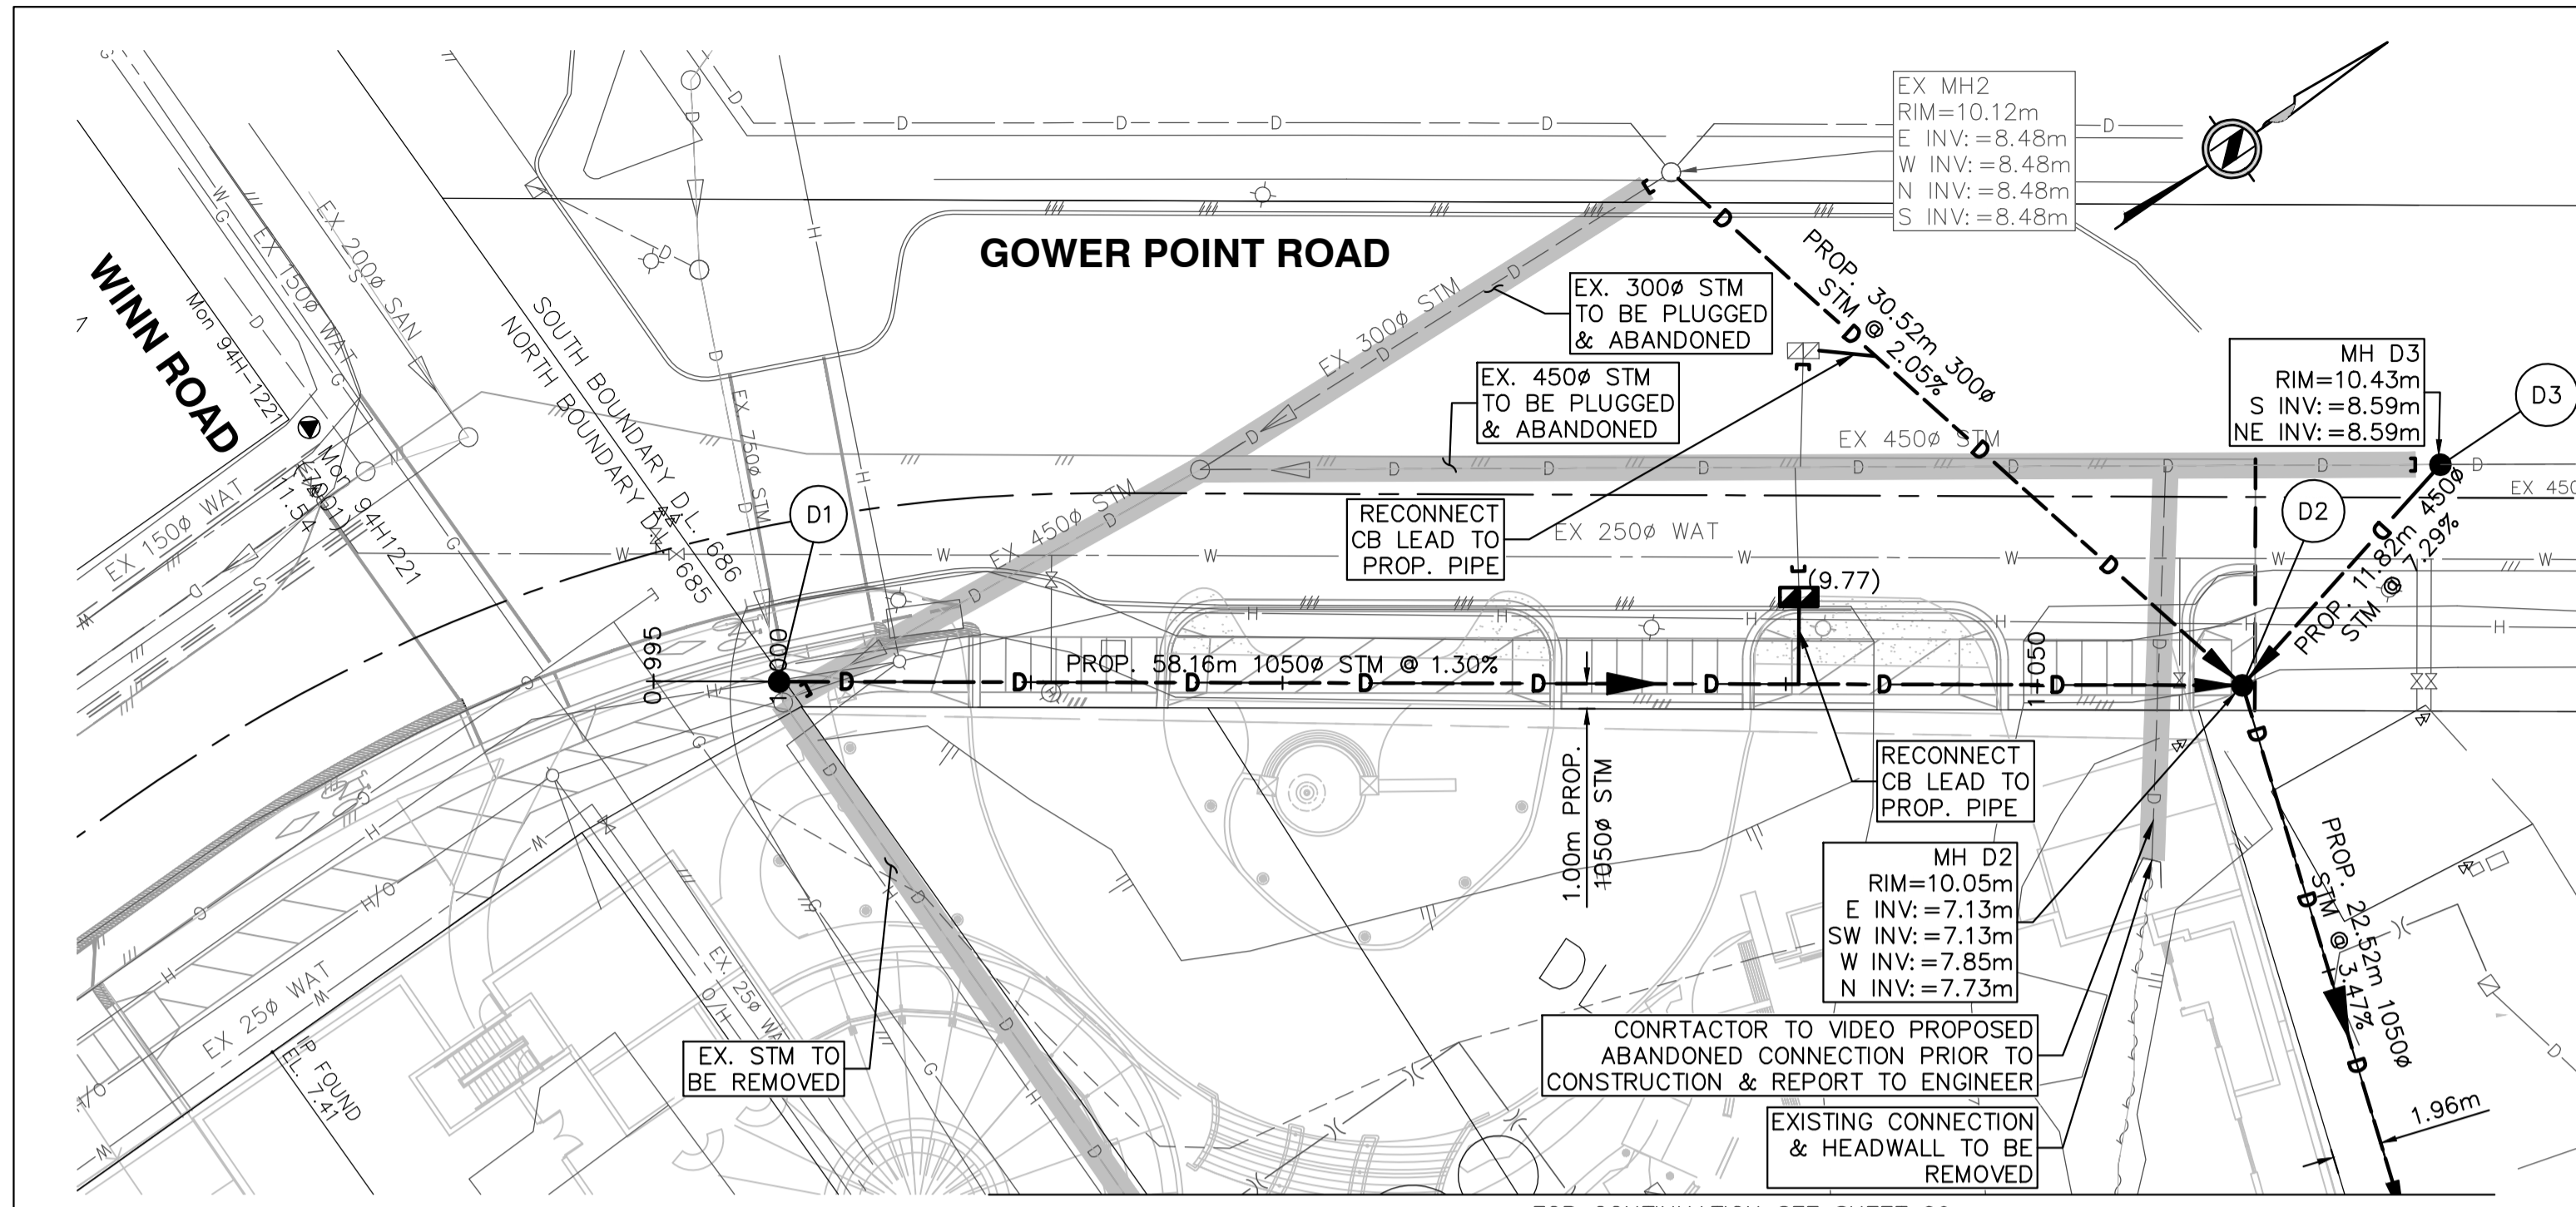 EX MH2
RIM=10.12m
E INV:=8.48m
W INV:=8.48m
N INV:=8.48m
S INV:=8.48m
GOWER POINT ROAD
WINN ROAD
Mon 94H-1221
EX 150Ø WAT
EX 200Ø SAN
SOUTH BOUNDARY D.L. 686
NORTH BOUNDARY D.L. 685
EX. 750Ø STM
EX 300Ø STM
EX. 300Ø STM
TO BE PLUGGED
& ABANDONED
EX. 450Ø STM
TO BE PLUGGED
& ABANDONED
PROP. 30.52m 300Ø
STM @ 2.05%
MH D3
RIM=10.43m
S INV:=8.59m
NE INV:=8.59m
D3
EX 450Ø STM
EX 450
D2
D1
RECONNECT
CB LEAD TO
PROP. PIPE
EX 250Ø WAT
EX 450Ø STM
PROP. 11.82m 450Ø
STM @ 7.29%
Mon 94H1221
11.54
EX 150Ø WAT
(9.77)
0+995
1+050
PROP. 58.16m 1050Ø STM @ 1.30%
1.00m PROP.
1050Ø STM
RECONNECT
CB LEAD TO
PROP. PIPE
MH D2
RIM=10.05m
E INV:=7.13m
SW INV:=7.13m
W INV:=7.85m
N INV:=7.73m
PROP. 22.52m 1050Ø
STM @ 3.47%
EX 25Ø WAT
IP FOUND
EL. 7.41
EX. STM TO
BE REMOVED
CONRTACTOR TO VIDEO PROPOSED
ABANDONED CONNECTION PRIOR TO
CONSTRUCTION & REPORT TO ENGINEER
EXISTING CONNECTION
& HEADWALL TO BE
REMOVED
1.96m